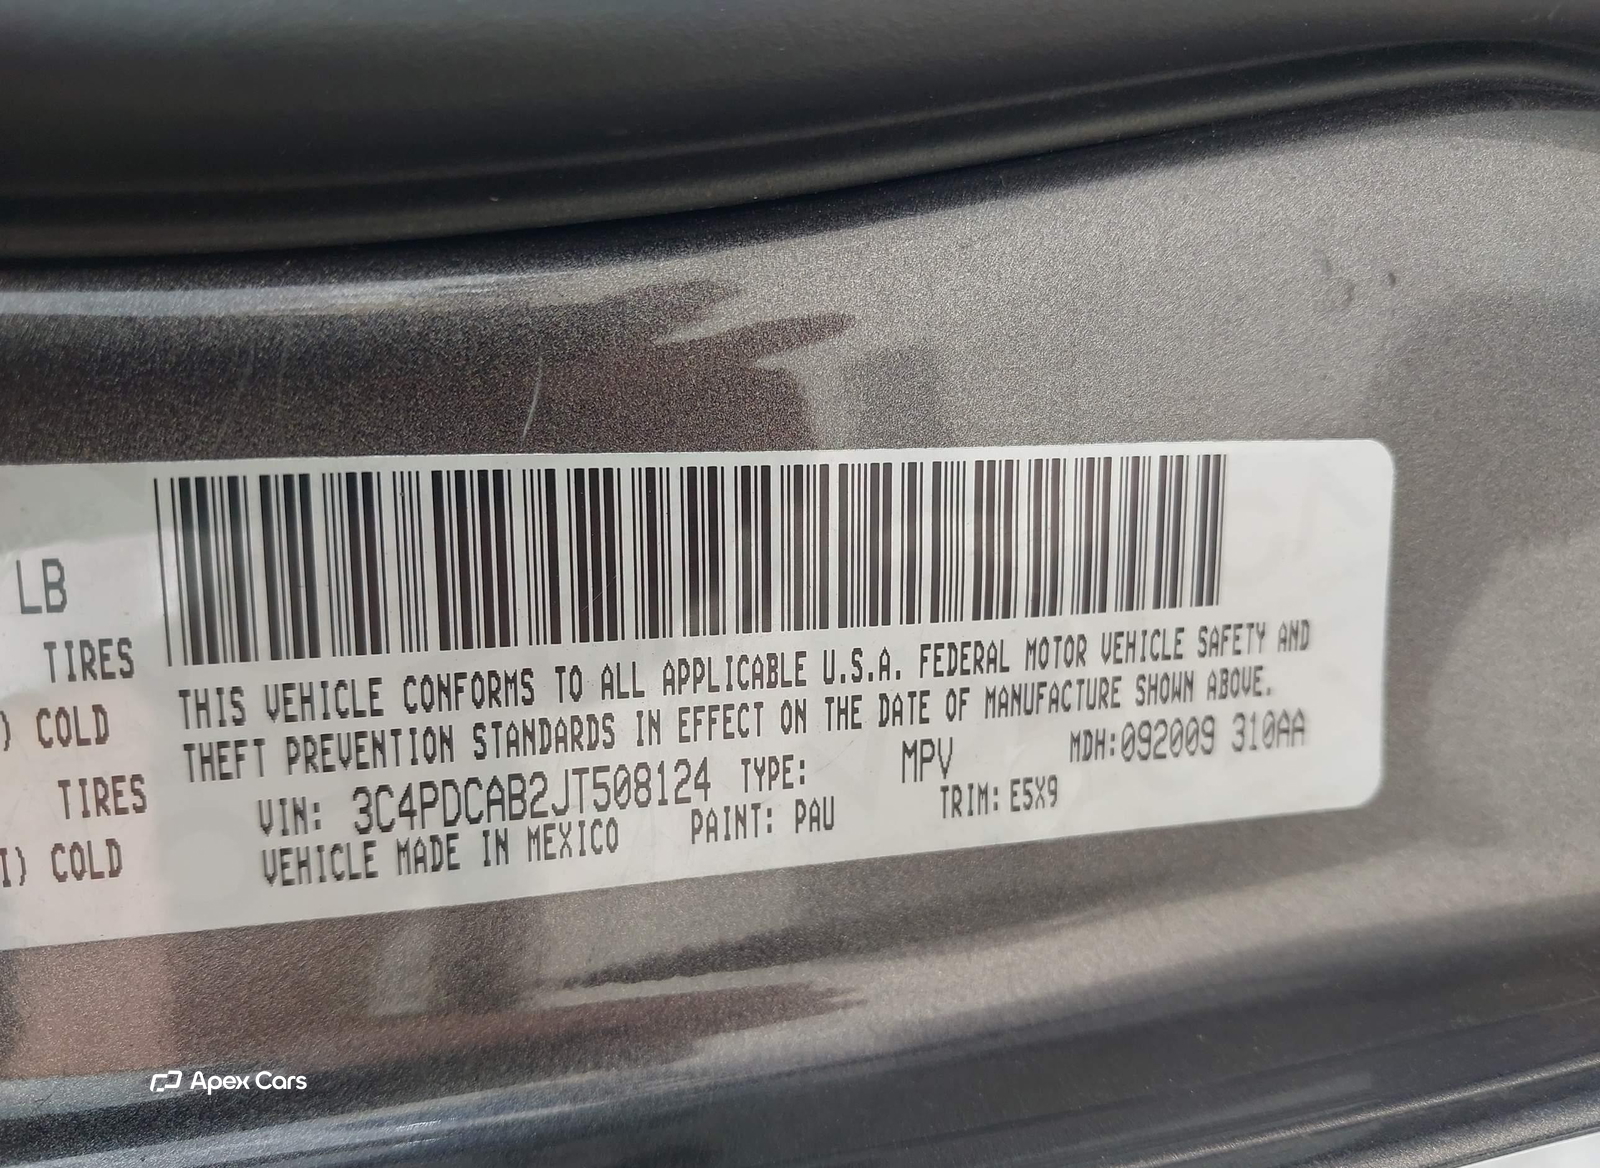 LB
TIRES
) COLD
TIRES
I) COLD
THIS VEHICLE CONFORMS TO ALL APPLICABLE U.S.A. FEDERAL MOTOR VEHICLE SAFETY AND
THEFT PREVENTION STANDARDS IN EFFECT ON THE DATE OF MANUFACTURE SHOWN ABOVE.
VIN: 3C4PDCAB2JT508124 TYPE: MPV MDH:092009 310AA
VEHICLE MADE IN MEXICO PAINT: PAU TRIM: E5X9
Apex Cars